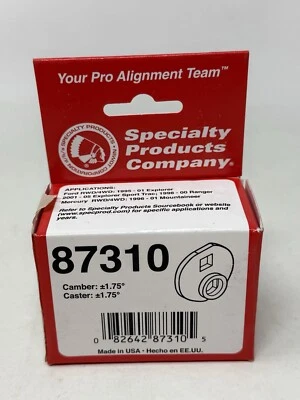 Your Pro Alignment Team™
SPECIALTY PRODUCTS
Specialty
Products
Company®
APPLICATIONS:
Ford RWD/4WD: 1995 - 01 Explorer
2001 - 05 Explorer Sport Trac; 1998 - 00 Ranger
Mercury RWD/4WD: 1998 - 01 Mountaineer
Refer to Specialty Products Sourcebook or website
(www.specprod.com) for specific applications and
years.
87310
Camber: ±1.75°
Caster: ±1.75°
0 82642 87310 5
Made in USA • Hecho en EE.UU.